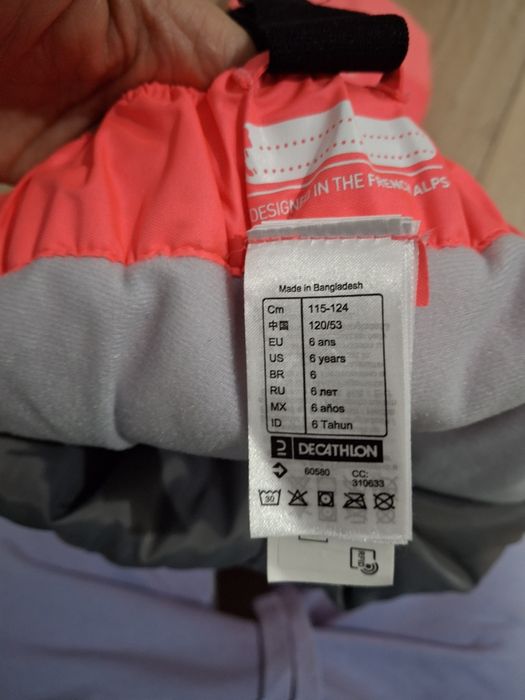 DESIGNED IN THE FRENCH ALPS
Made in Bangladesh
Cm 115-124
中国 120/53
EU 6 ans
US 6 years
BR 6
RU 6 лет
MX 6 años
ID 6 Tahun
DECATHLON
60580 CC: 310633
30
RFID